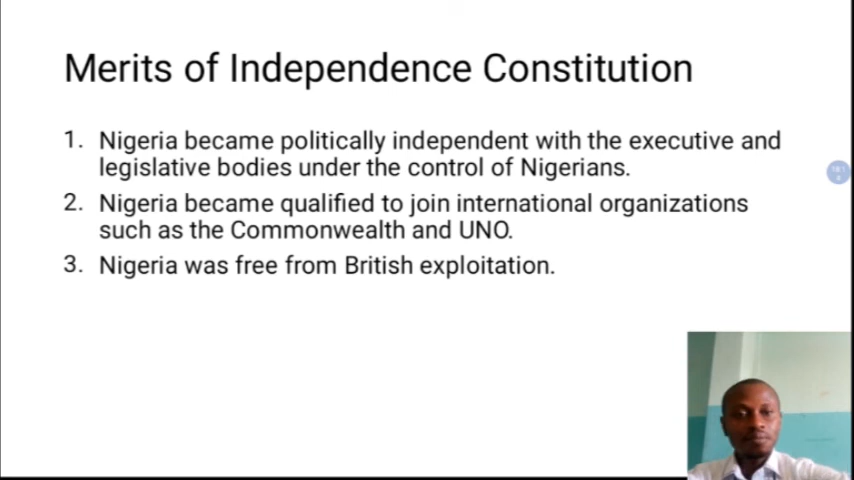 Merits of Independence Constitution
1. Nigeria became politically independent with the executive and
legislative bodies under the control of Nigerians.
2. Nigeria became qualified to join international organizations
such as the Commonwealth and UNO.
3. Nigeria was free from British exploitation.